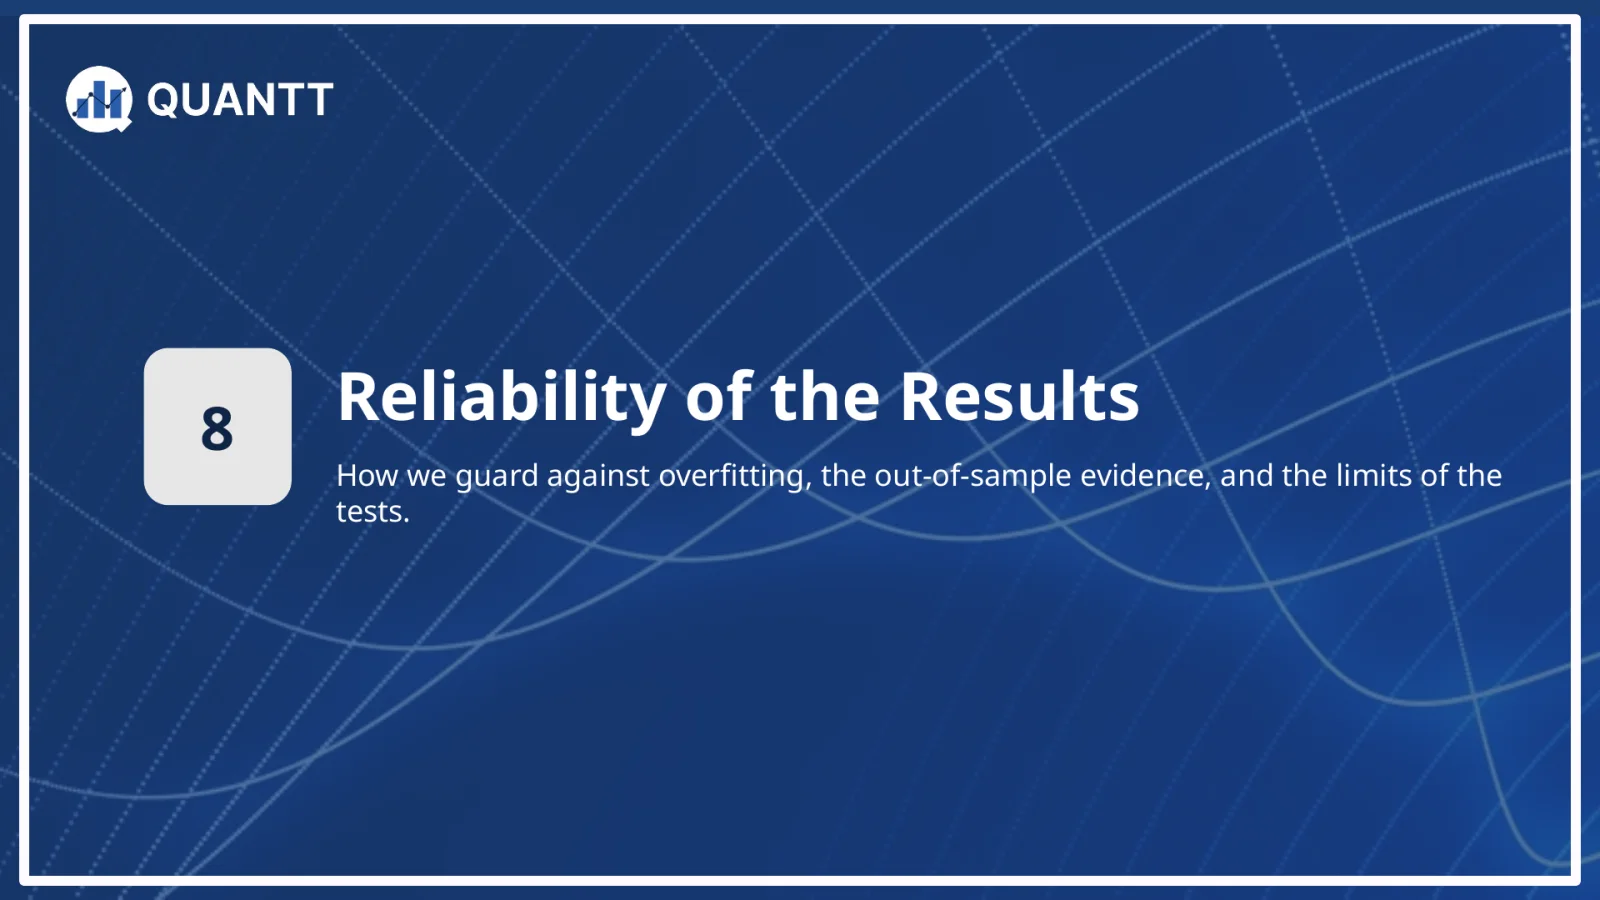 QUANTT
8
Reliability of the Results
How we guard against overfitting, the out-of-sample evidence, and the limits of the
tests.